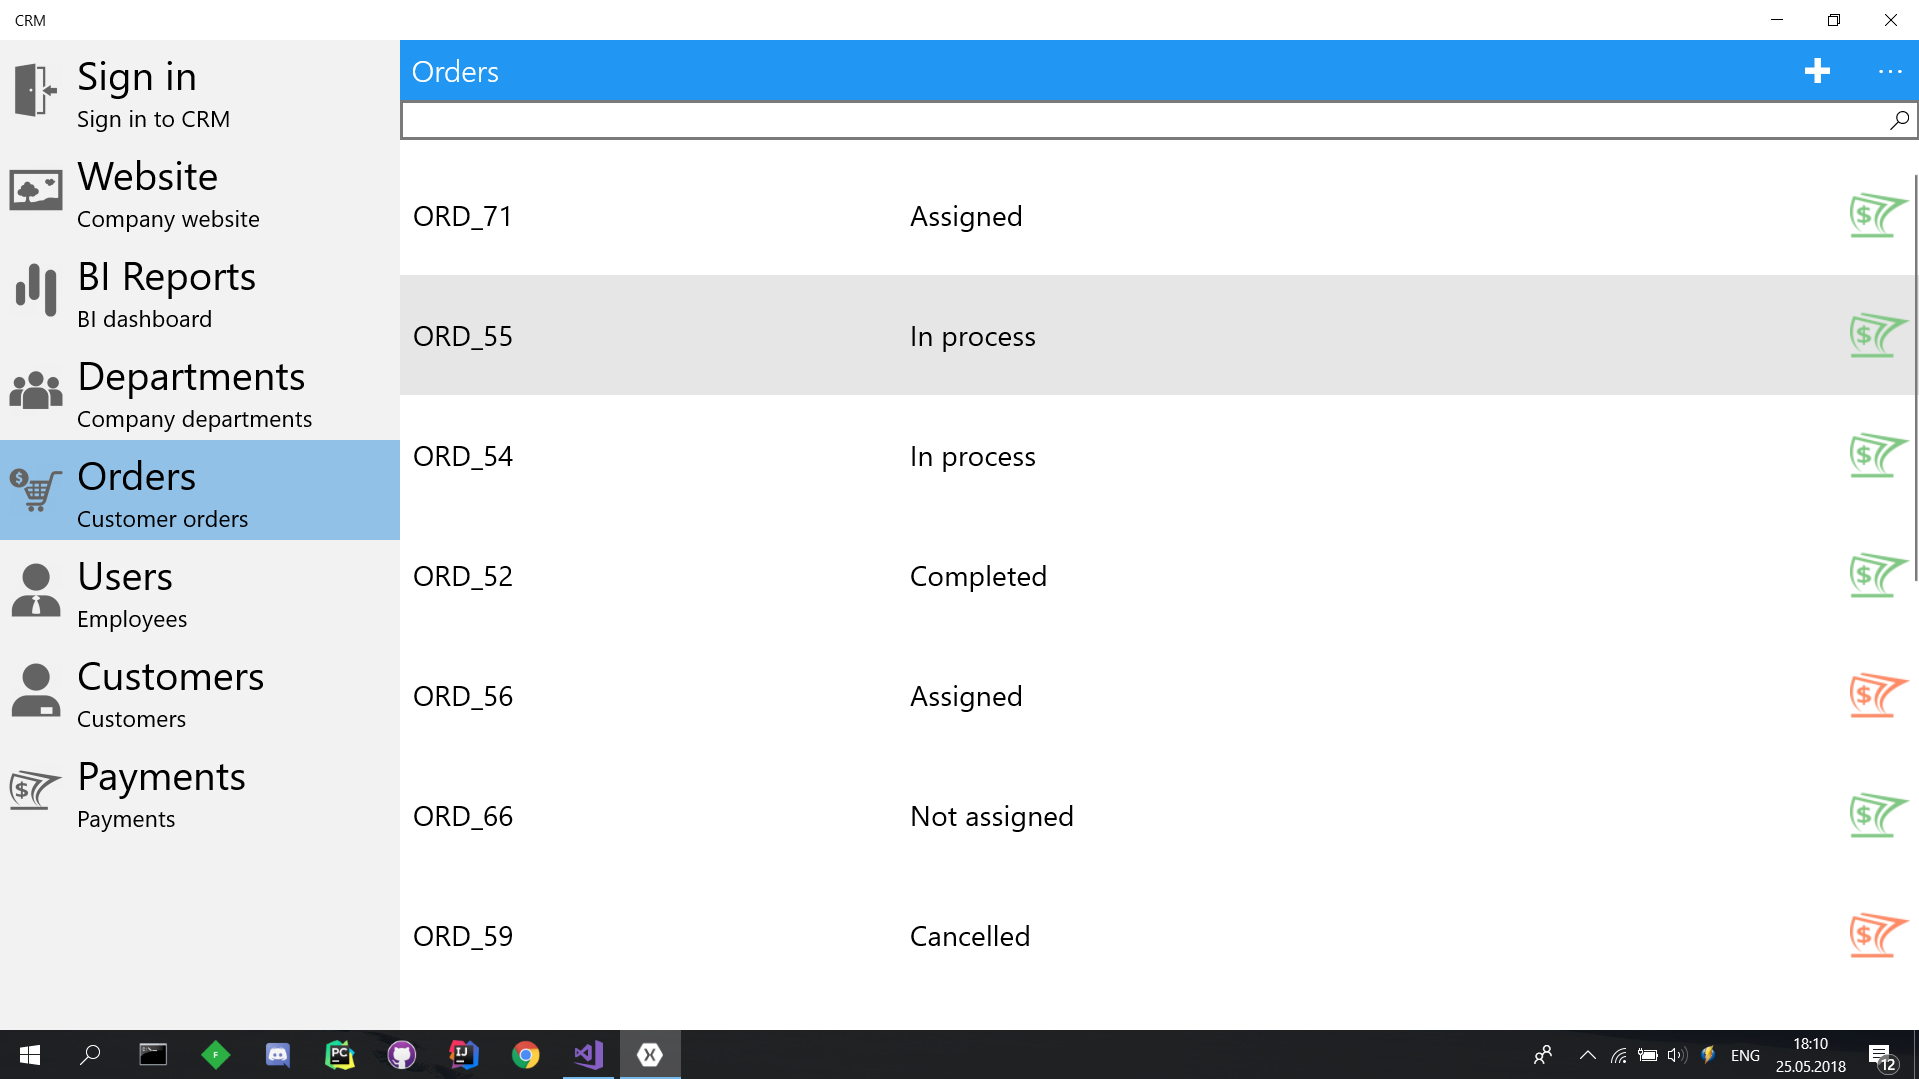 CRM
Sign in
Sign in to CRM
Website
Company website
BI Reports
BI dashboard
Departments
Company departments
Orders
Customer orders
Users
Employees
Customers
Customers
Payments
Payments
Orders
ORD_71 Assigned
ORD_55 In process
ORD_54 In process
ORD_52 Completed
ORD_56 Assigned
ORD_66 Not assigned
ORD_59 Cancelled
ENG
18:10
25.05.2018
12